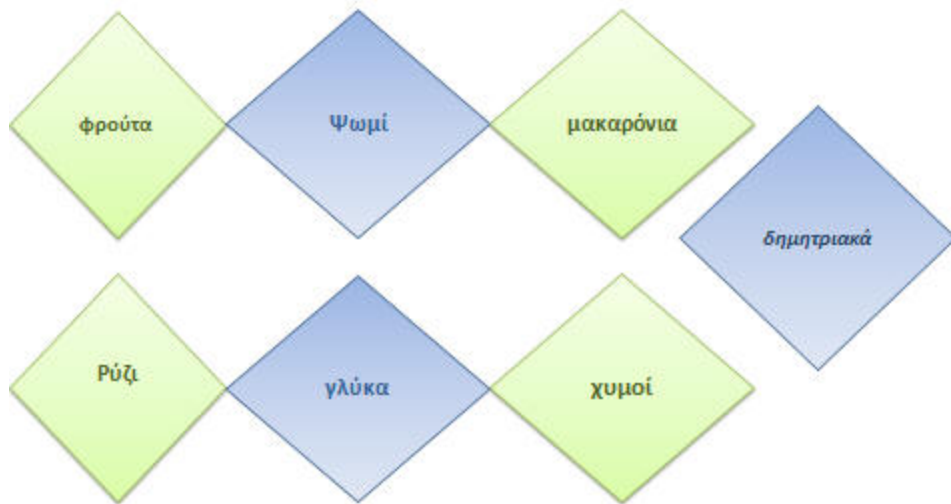 φρούτα
Ψωμί
μακαρόνια
δημητριακά
Ρύζι
γλύκα
χυμοί